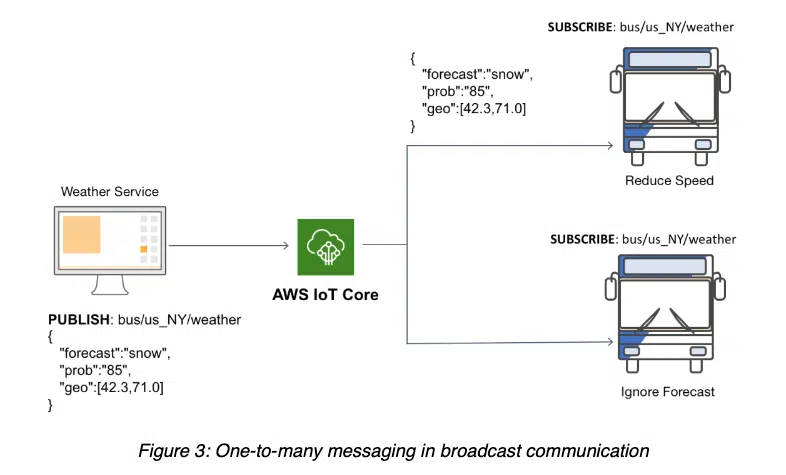 SUBSCRIBE: bus/us_NY/weather
{
"forecast":"snow",
"prob":"85",
"geo":[42.3,71.0]
}
Reduce Speed
Weather Service
SUBSCRIBE: bus/us_NY/weather
AWS IoT Core
PUBLISH: bus/us_NY/weather
{
"forecast":"snow",
"prob":"85",
"geo":[42.3,71.0]
}
Ignore Forecast
Figure 3: One-to-many messaging in broadcast communication